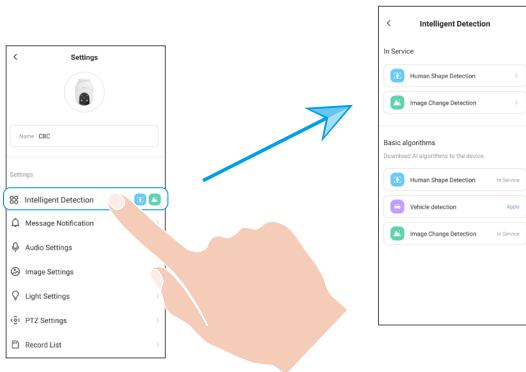 Settings
Name CBC
Settings
Intelligent Detection
Message Notification
Audio Settings
Image Settings
Light Settings
PTZ Settings
Record List
Intelligent Detection
In Service
Human Shape Detection
Image Change Detection
Basic algorithms
Download AI algorithms to the device.
Human Shape Detection In Service
Vehicle detection Apply
Image Change Detection In Service